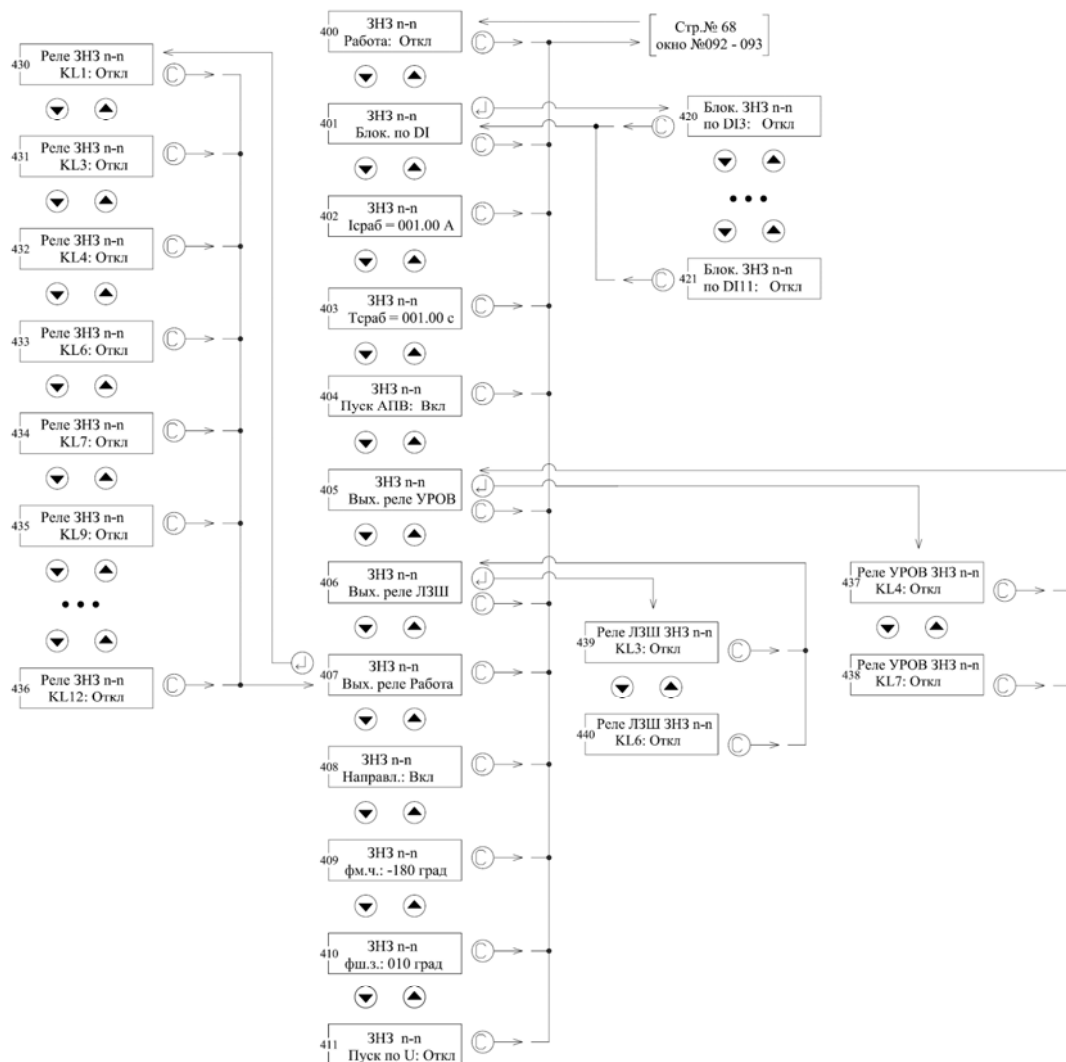 400
ЗНЗ n-n
Работа: Откл
C
Стр.№ 68
окно №092 - 093
430
Реле ЗНЗ n-n
KL1: Откл
C
401
ЗНЗ n-n
Блок. по DI
C
420
Блок. ЗНЗ n-n
по DI3: Откл
C
431
Реле ЗНЗ n-n
KL3: Откл
C
402
ЗНЗ n-n
Iсраб = 001.00 А
C
432
Реле ЗНЗ n-n
KL4: Откл
C
421
Блок. ЗНЗ n-n
по DI11: Откл
C
403
ЗНЗ n-n
Тсраб = 001.00 с
C
433
Реле ЗНЗ n-n
KL6: Откл
C
404
ЗНЗ n-n
Пуск АПВ: Вкл
C
434
Реле ЗНЗ n-n
KL7: Откл
C
405
ЗНЗ n-n
Вых. реле УРОВ
C
435
Реле ЗНЗ n-n
KL9: Откл
C
406
ЗНЗ n-n
Вых. реле ЛЗШ
C
437
Реле УРОВ ЗНЗ n-n
KL4: Откл
C
439
Реле ЛЗШ ЗНЗ n-n
KL3: Откл
C
436
Реле ЗНЗ n-n
KL12: Откл
C
407
ЗНЗ n-n
Вых. реле Работа
C
438
Реле УРОВ ЗНЗ n-n
KL7: Откл
C
440
Реле ЛЗШ ЗНЗ n-n
KL6: Откл
C
408
ЗНЗ n-n
Направл.: Вкл
C
409
ЗНЗ n-n
фм.ч.: -180 град
C
410
ЗНЗ n-n
фш.з.: 010 град
C
411
ЗНЗ n-n
Пуск по U: Откл
C